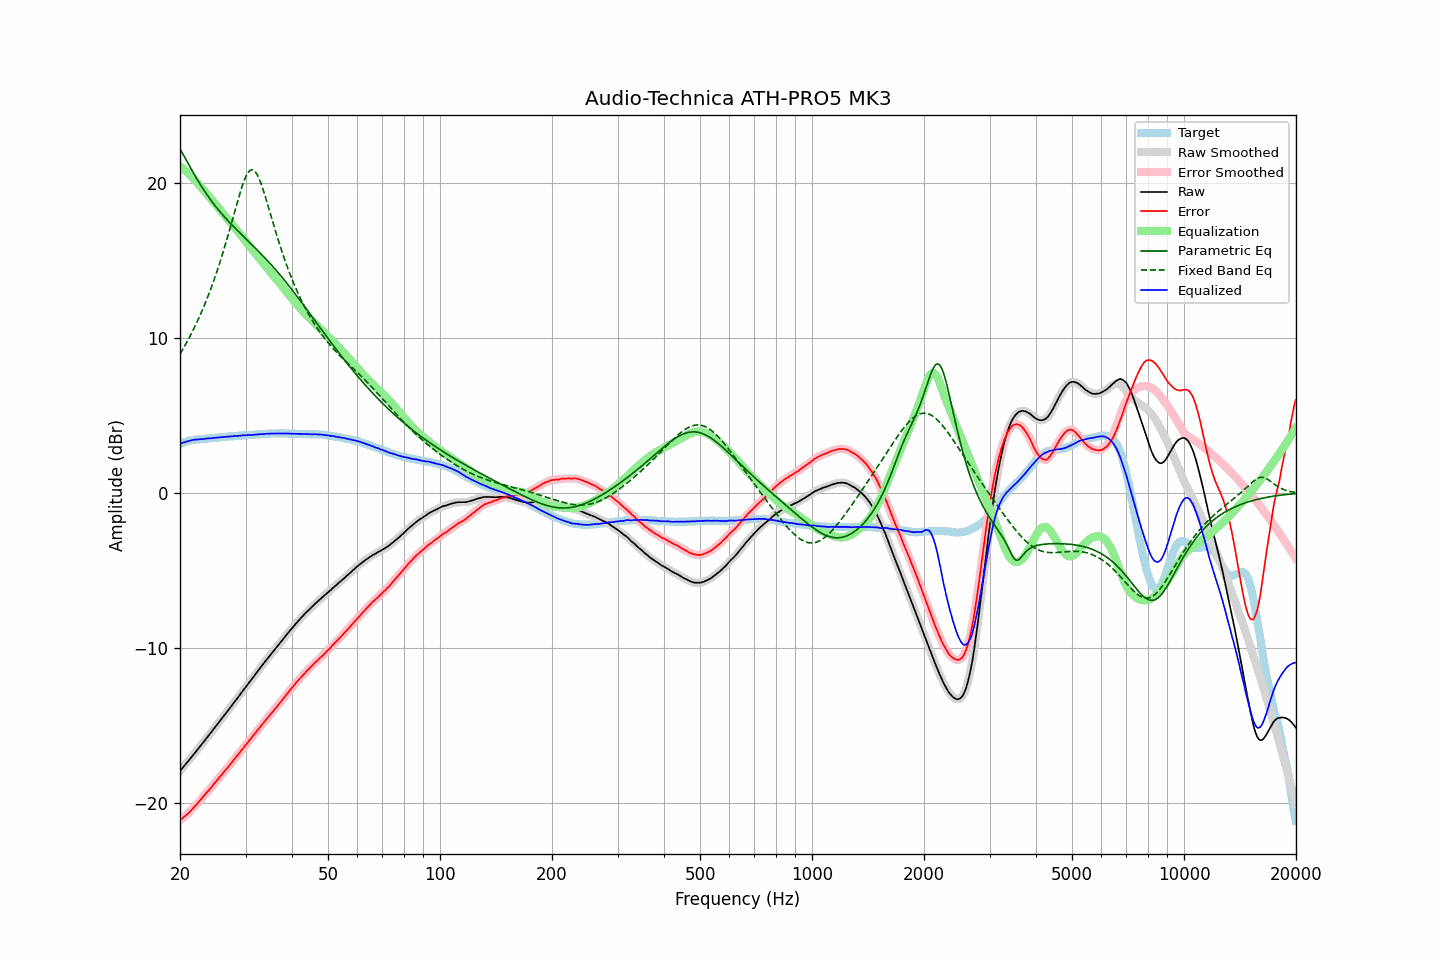 Audio-Technica ATH-PRO5 MK3
Target
Raw Smoothed
Error Smoothed
Raw
Error
Equalization
Parametric Eq
Fixed Band Eq
Equalized
Amplitude (dBr)
20
10
0
−10
−20
20 50 100 200 500 1000 2000 5000 10000 20000
Frequency (Hz)